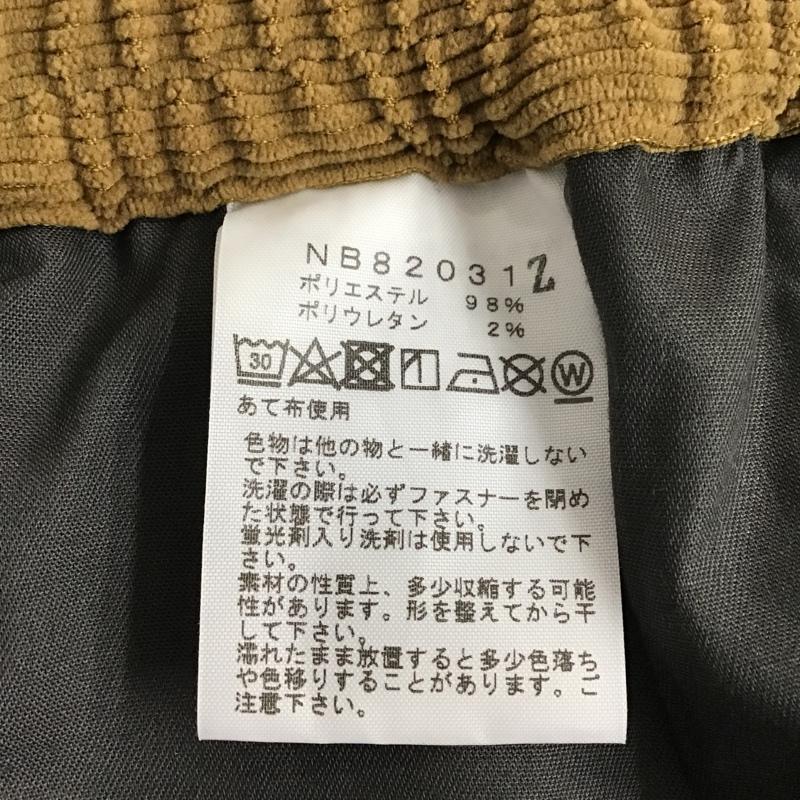 NB82031Z
ポリエステル 98%
ポリウレタン 2%
30 W
あて布使用
色物は他の物と一緒に洗濯しない
で下さい。
洗濯の際は必ずファスナーを閉め
た状態で行って下さい。
蛍光剤入り洗剤は使用しないで下
さい。
素材の性質上、多少収縮する可能
性があります。形を整えてから干
して下さい。
濡れたまま放置すると多少色落ち
や色移りすることがあります。ご
注意下さい。